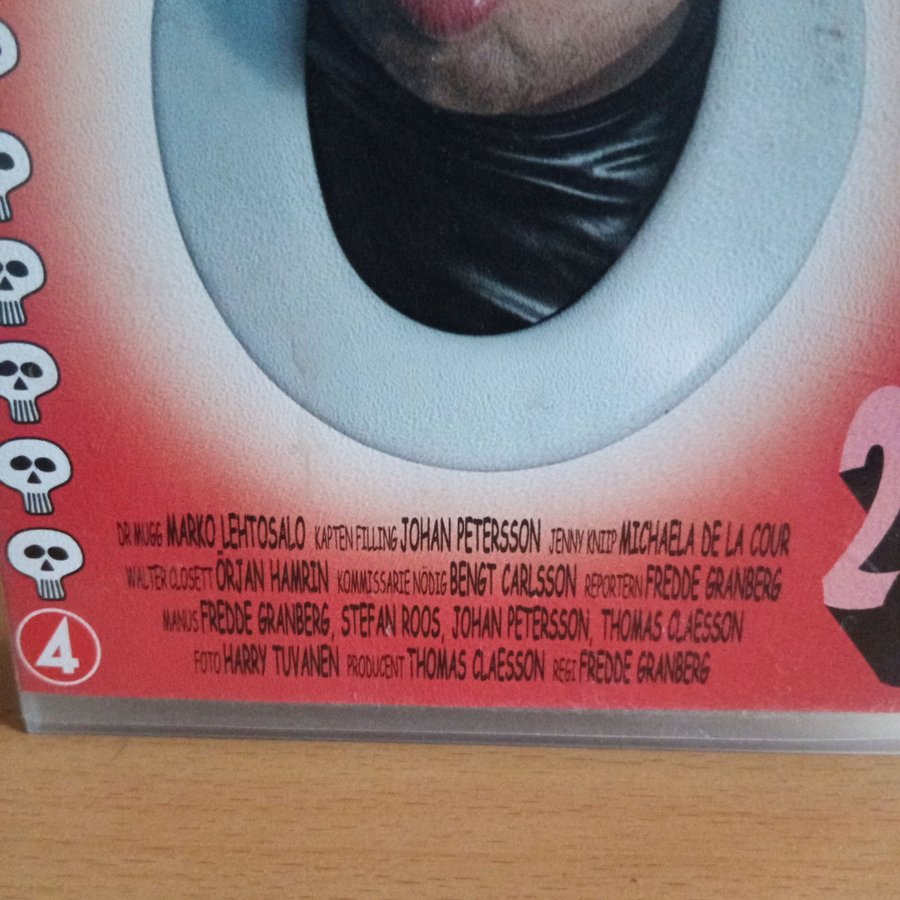 DR MUGG MARKO LEHTOSALO KAPTEN FILLING JOHAN PETERSSON JENNY KNIIP MICHAELA DE LA COUR
WALTER CLOSETT ÖRJAN HAMRIN KOMMISSARIE NÖDIG BENGT CARLSSON REPORTERN FREDDE GRANBERG
MANUS FREDDE GRANBERG, STEFAN ROOS, JOHAN PETERSSON, THOMAS CLAESSON
FOTO HARRY TUVANEN PRODUCENT THOMAS CLAESSON REGI FREDDE GRANBERG
4
2